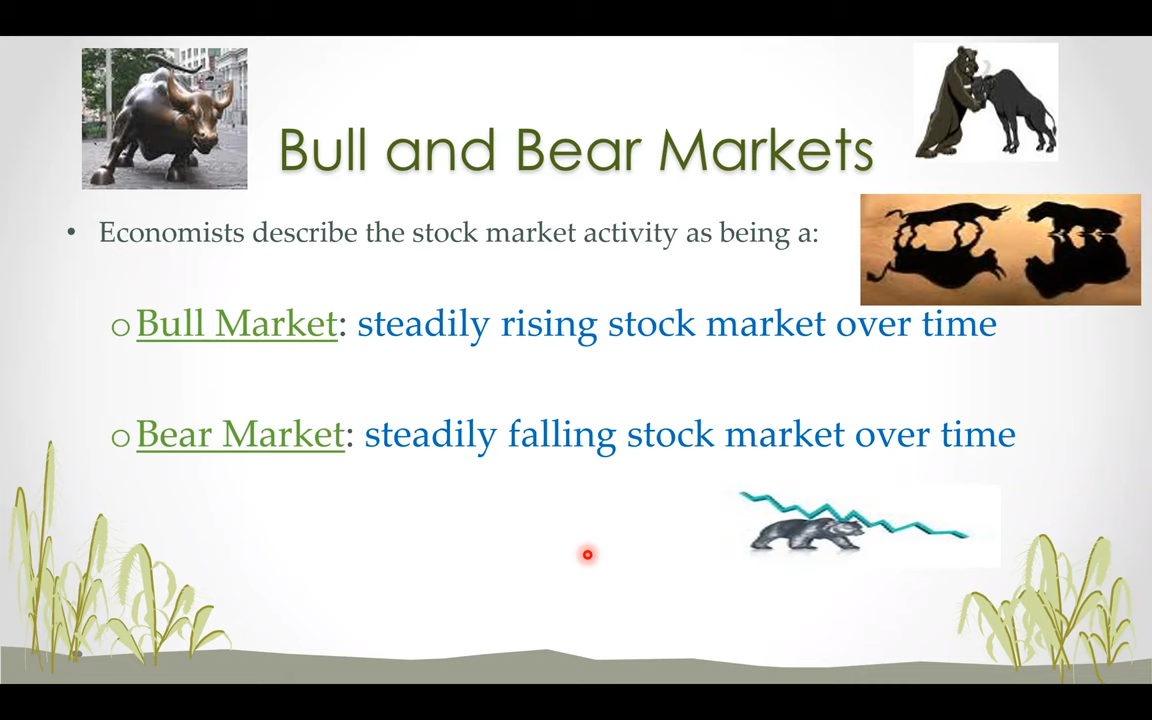 Bull and Bear Markets
• Economists describe the stock market activity as being a:
o Bull Market: steadily rising stock market over time
o Bear Market: steadily falling stock market over time